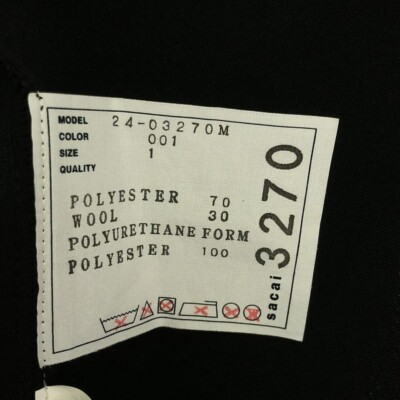 MODEL 24-03270M
COLOR 001
SIZE 1
QUALITY
POLYESTER 70
WOOL 30
POLYURETHANE FORM
POLYESTER 100
sacai 3270